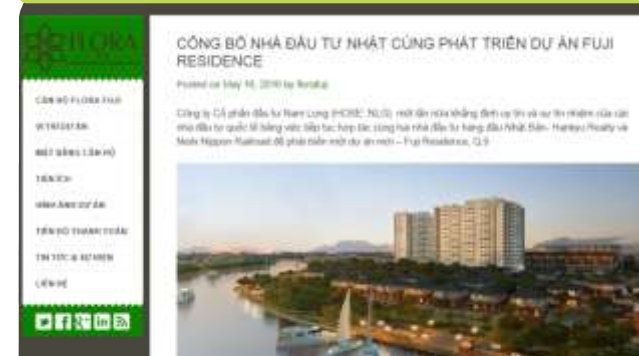 FLORA
CĂN HỘ FLORA FUJI
VỊ TRÍ DỰ ÁN
MẶT BẰNG CĂN HỘ
TIỆN ÍCH
HÌNH ẢNH DỰ ÁN
TIẾN ĐỘ THANH TOÁN
TIN TỨC & SỰ KIỆN
LIÊN HỆ
CÔNG BỐ NHÀ ĐẦU TƯ NHẬT CÙNG PHÁT TRIỂN DỰ ÁN FUJI
RESIDENCE
Posted on May 16, 2016 by
Công ty Cổ phần đầu tư Nam Long (HOSE: NLG) một lần nữa khẳng định uy tín và sự tín nhiệm của các
nhà đầu tư quốc tế bằng việc tiếp tục hợp tác cùng hai nhà đầu tư hàng đầu Nhật Bản- Hankyu Realty và
Nishi Nippon Railroad để phát triển một dự án mới – Fuji Residence, Q.9